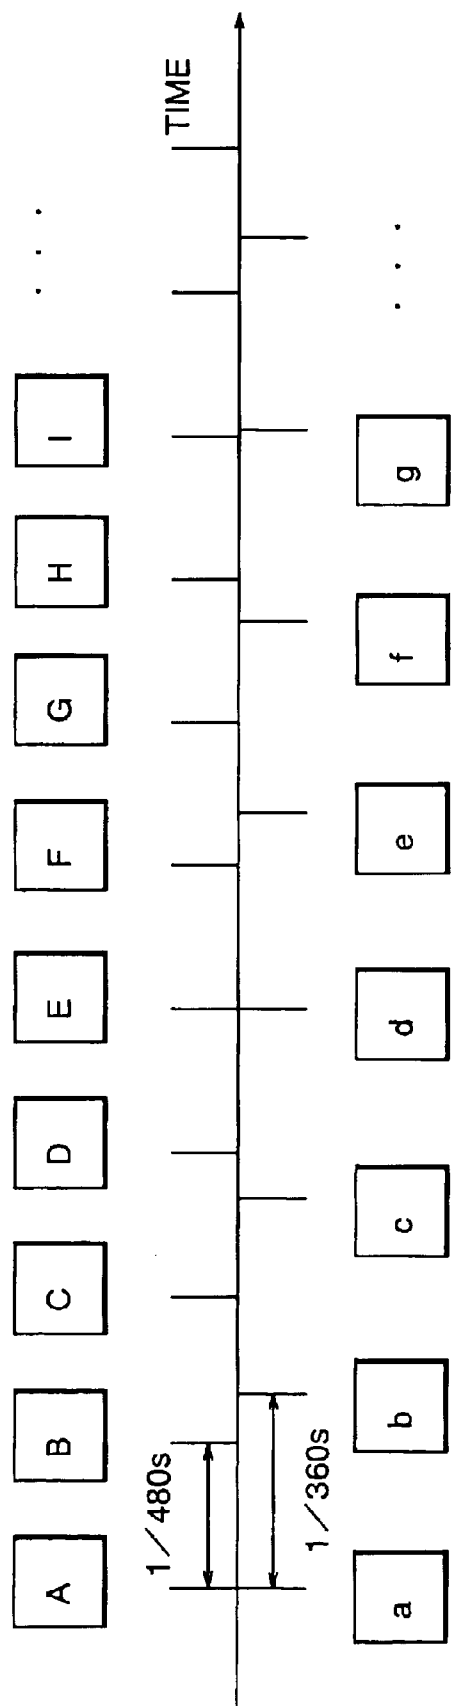 A B C D E F G H I . . .
1/480s
TIME
1/360s
a b c d e f g . . .